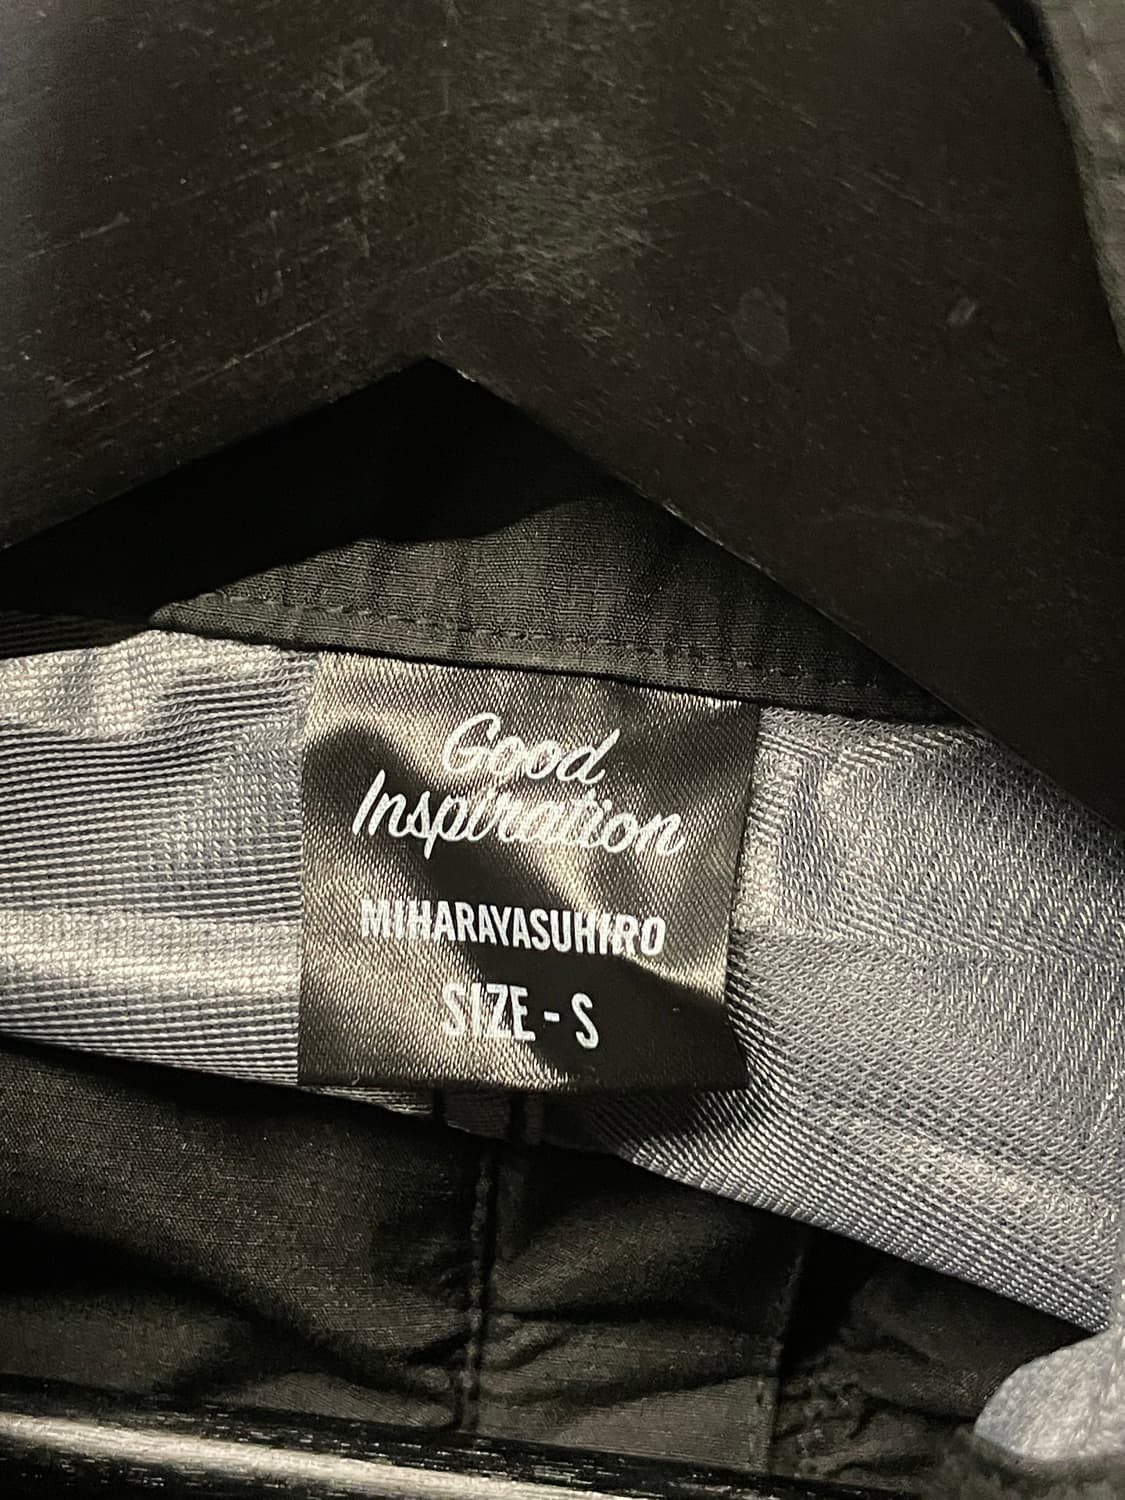 Good
Inspiration
MIHARAYASUHIRO
SIZE - S